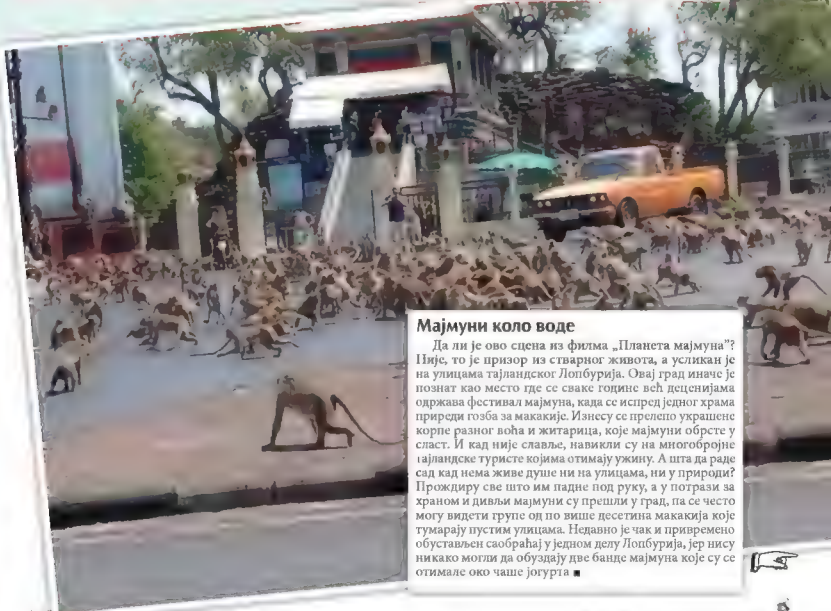 Мајмуни коло воде
Да ли је ово сцена из филма „Планета мајмуна"?
Није, то је призор из стварног живота, а усликан је
на улицама тајландског Лопбурија. Овај град иначе је
познат као место где се сваке године већ деценијама
одржава фестивал мајмуна, када се испред једног храма
приреди гозба за макакије. Изнесу се прелепо украшене
корпе разног воћа и житарица, које мајмуни обрсте у
сласт. И кад није славље, навикли су на многобројне
тајландске туристе којима отимају ужину. А шта да раде
сад кад нема живе душе ни на улицама, ни у природи?
Прождиру све што им падне под руку, а у потрази за
храном и дивљи мајмуни су прешли у град, па се често
могу видети групе од по више десетина макакија које
тумарају пустим улицама. Недавно је чак и привремено
обустављен саобраћај у једном делу Лопбурија, јер нису
никако могли да обуздају две банде мајмуна које су се
отимале око чаше јогурта ■